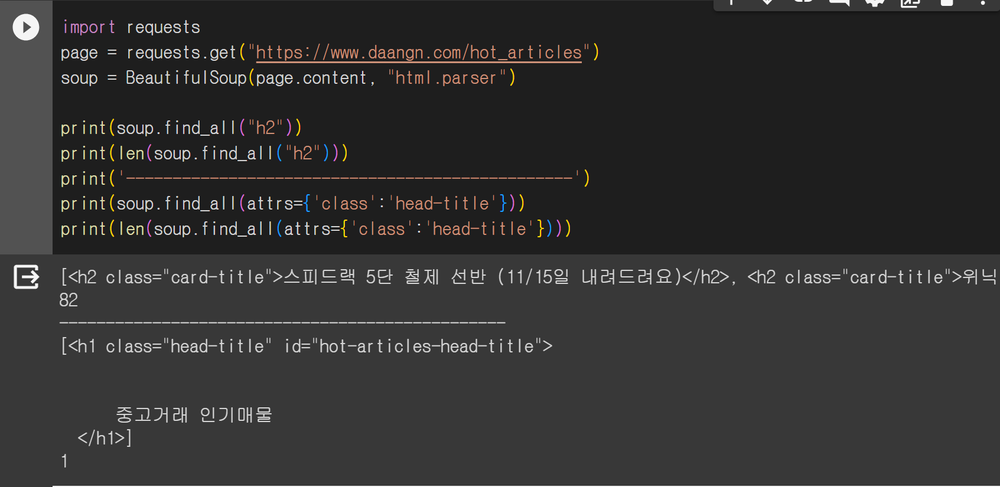 import requests
page = requests.get("https://www.daangn.com/hot_articles")
soup = BeautifulSoup(page.content, "html.parser")
print(soup.find_all("h2"))
print(len(soup.find_all("h2")))
print('------------------------------------------------')
print(soup.find_all(attrs={'class':'head-title'}))
print(len(soup.find_all(attrs={'class':'head-title'})))
[<h2 class="card-title">스피드랙 5단 철제 선반 (11/15일 내려드려요)</h2>, <h2 class="card-title">위닉
82
------------------------------------------------
[<h1 class="head-title" id="hot-articles-head-title">
중고거래 인기매물
</h1>]
1